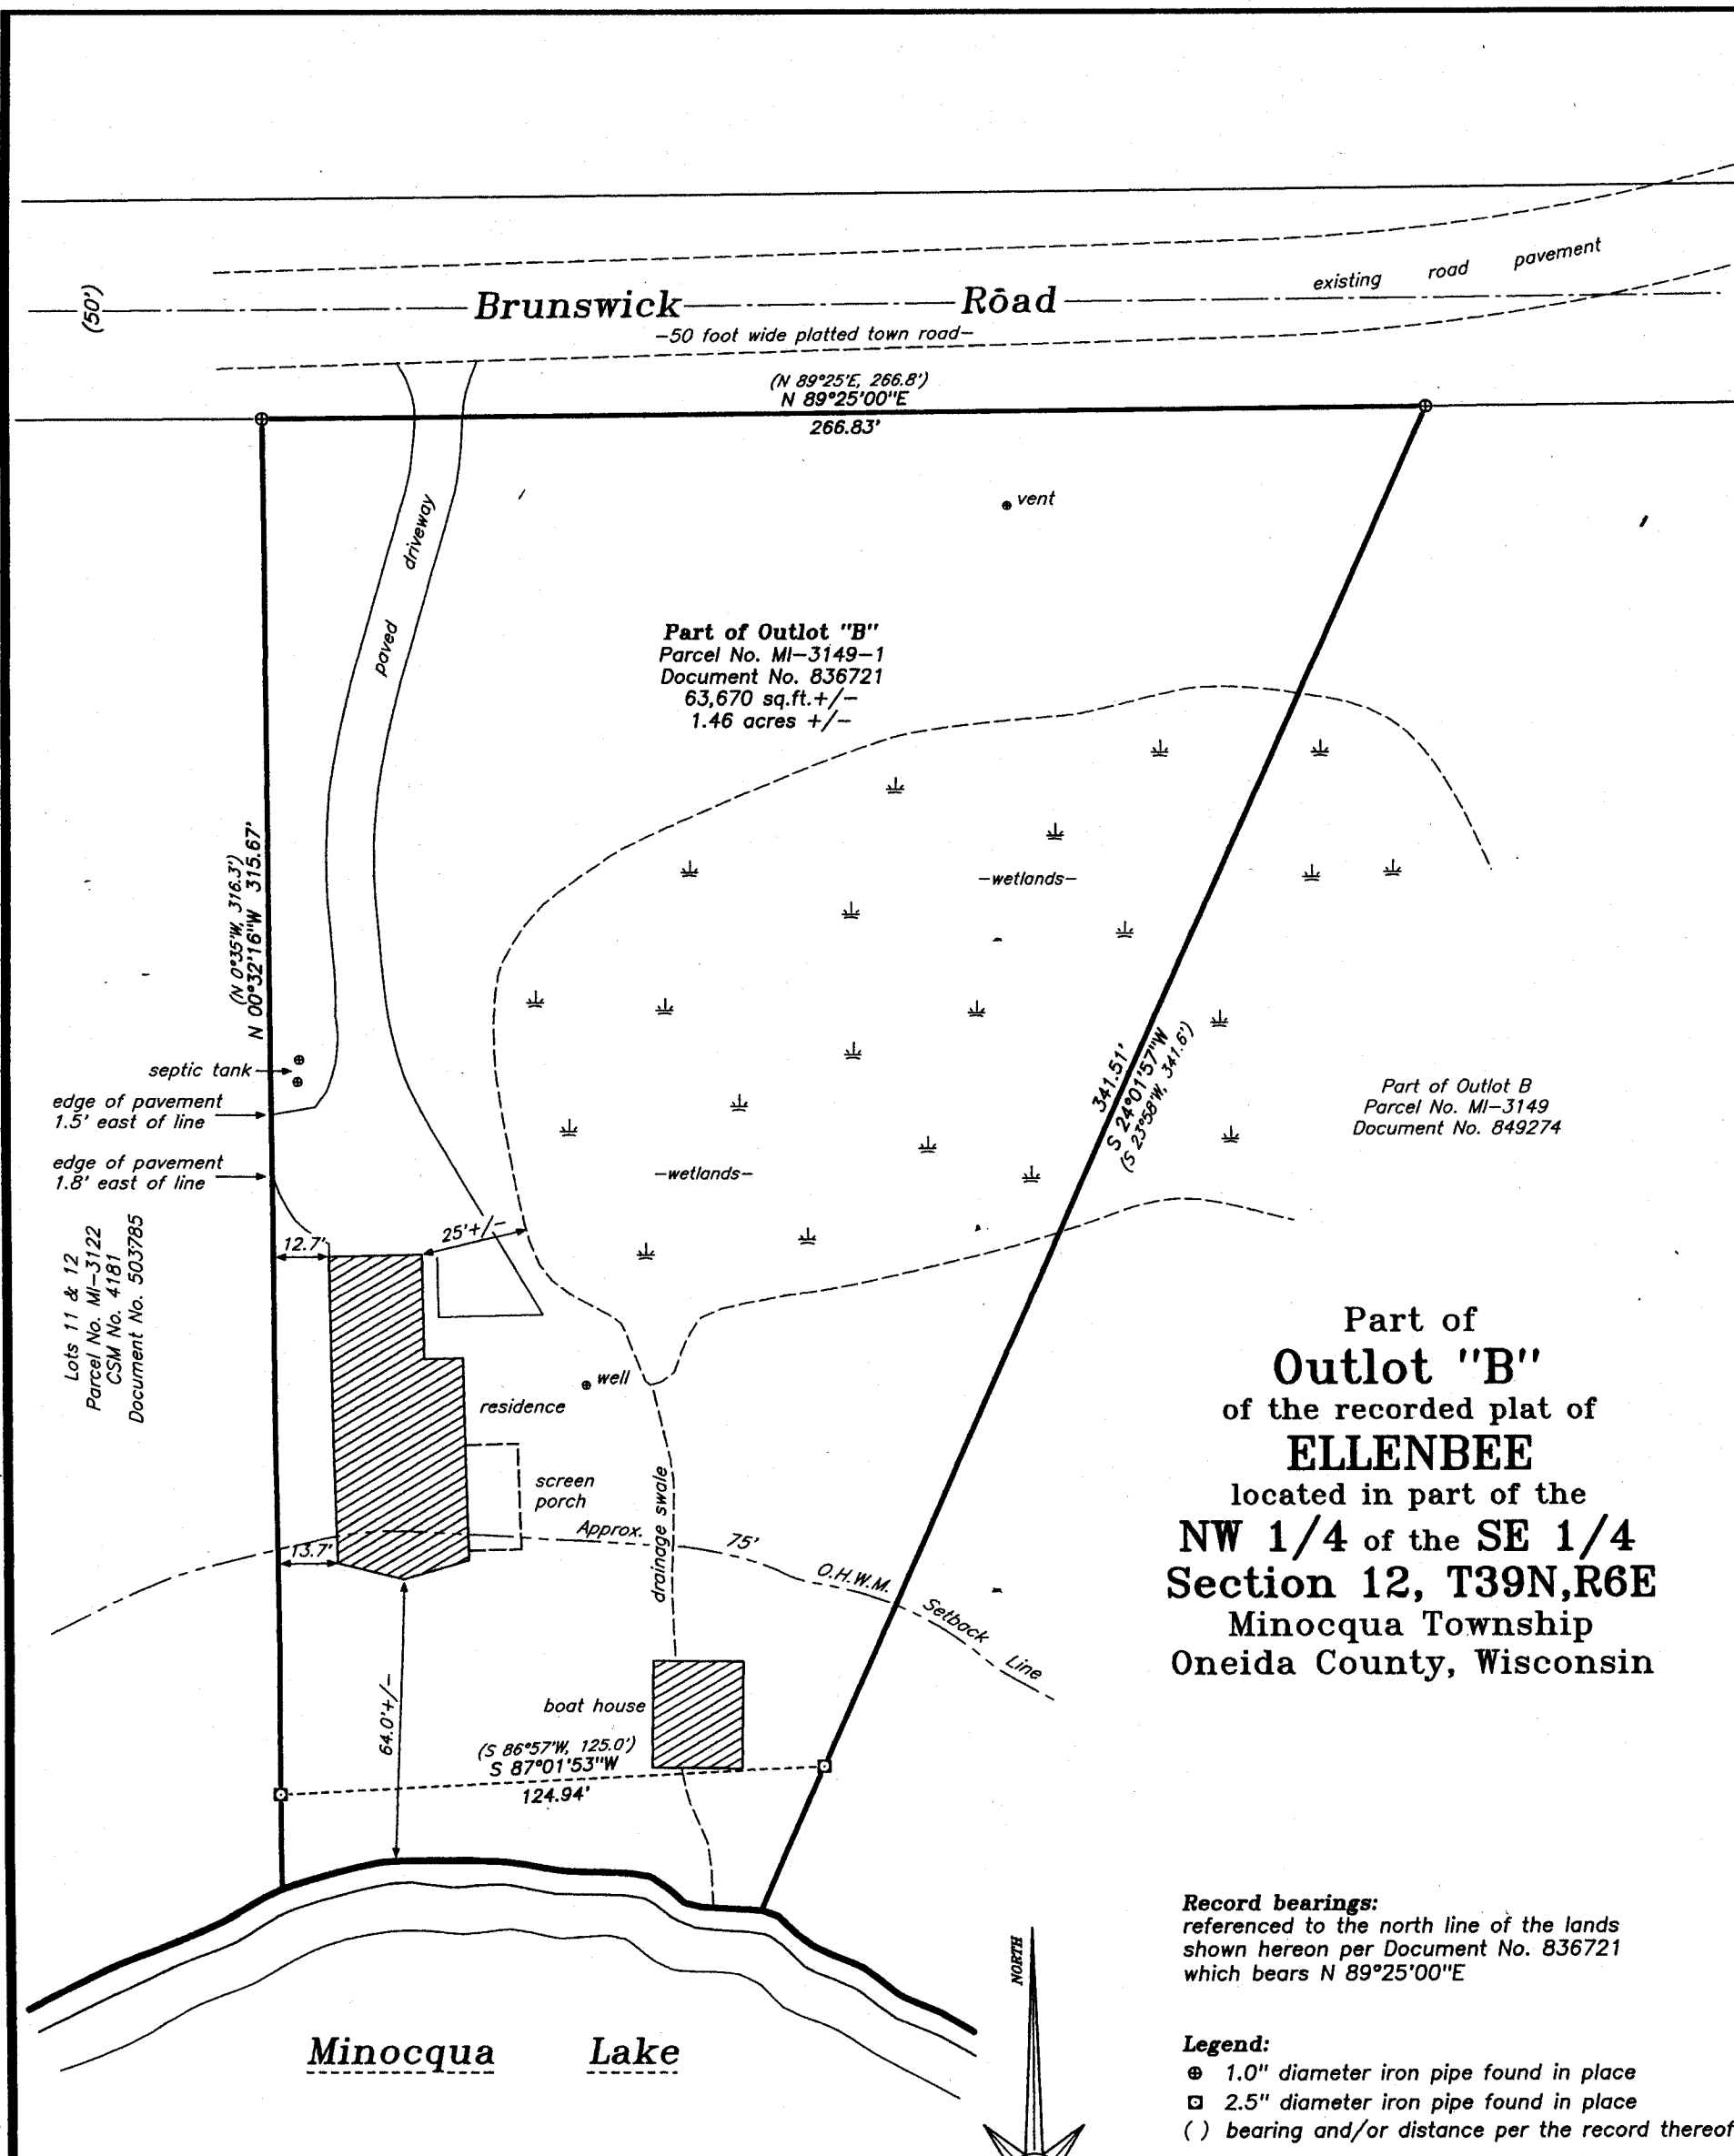 (50')
Brunswick Road
existing road pavement
-50 foot wide platted town road-
(N 89°25'E, 266.8')
N 89°25'00"E
266.83'
vent
paved driveway
Part of Outlot "B"
Parcel No. MI-3149-1
Document No. 836721
63,670 sq.ft.+/-
1.46 acres +/-
(N 0°35'W, 316.3')
N 00°32'16"W 315.67'
-wetlands-
septic tank
edge of pavement
1.5' east of line
edge of pavement
1.8' east of line
341.51'
S 24°01'57"W
(S 23°58'W, 341.6')
Part of Outlot B
Parcel No. MI-3149
Document No. 849274
-wetlands-
Lots 11 & 12
Parcel No. MI-3122
CSM No. 4181
Document No. 503785
12.7'
25'+/-
well
residence
screen
porch
drainage swale
Approx. 75' O.H.W.M. Setback Line
13.7'
64.0'+/-
boat house
(S 86°57'W, 125.0')
S 87°01'53"W
124.94'
Part of
Outlot "B"
of the recorded plat of
ELLENBEE
located in part of the
NW 1/4 of the SE 1/4
Section 12, T39N,R6E
Minocqua Township
Oneida County, Wisconsin
Minocqua Lake
NORTH
Record bearings:
referenced to the north line of the lands
shown hereon per Document No. 836721
which bears N 89°25'00"E
Legend:
1.0" diameter iron pipe found in place
2.5" diameter iron pipe found in place
( ) bearing and/or distance per the record thereof